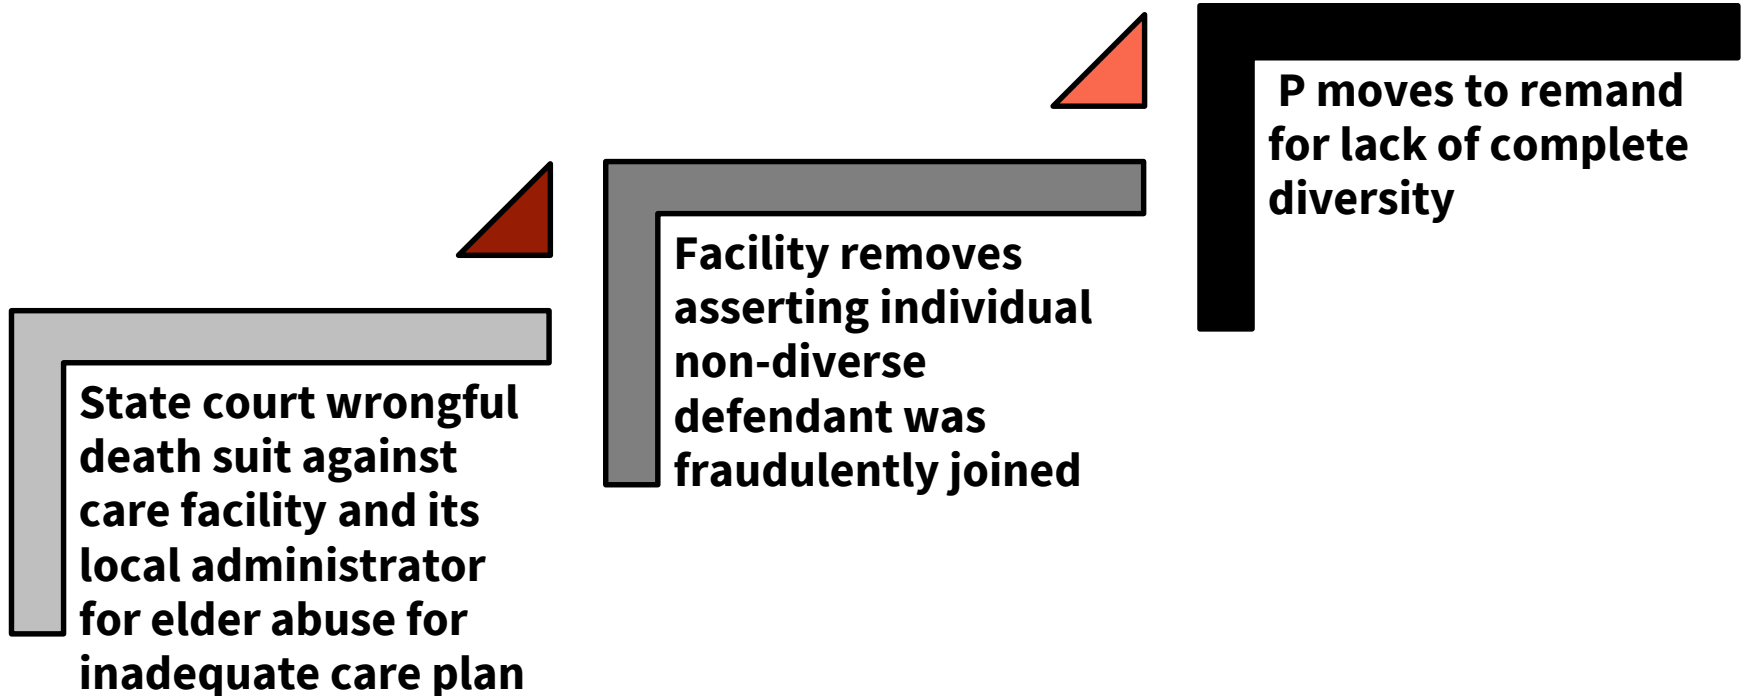 State court wrongful
death suit against
care facility and its
local administrator
for elder abuse for
inadequate care plan
Facility removes
asserting individual
non-diverse
defendant was
fraudulently joined
P moves to remand
for lack of complete
diversity